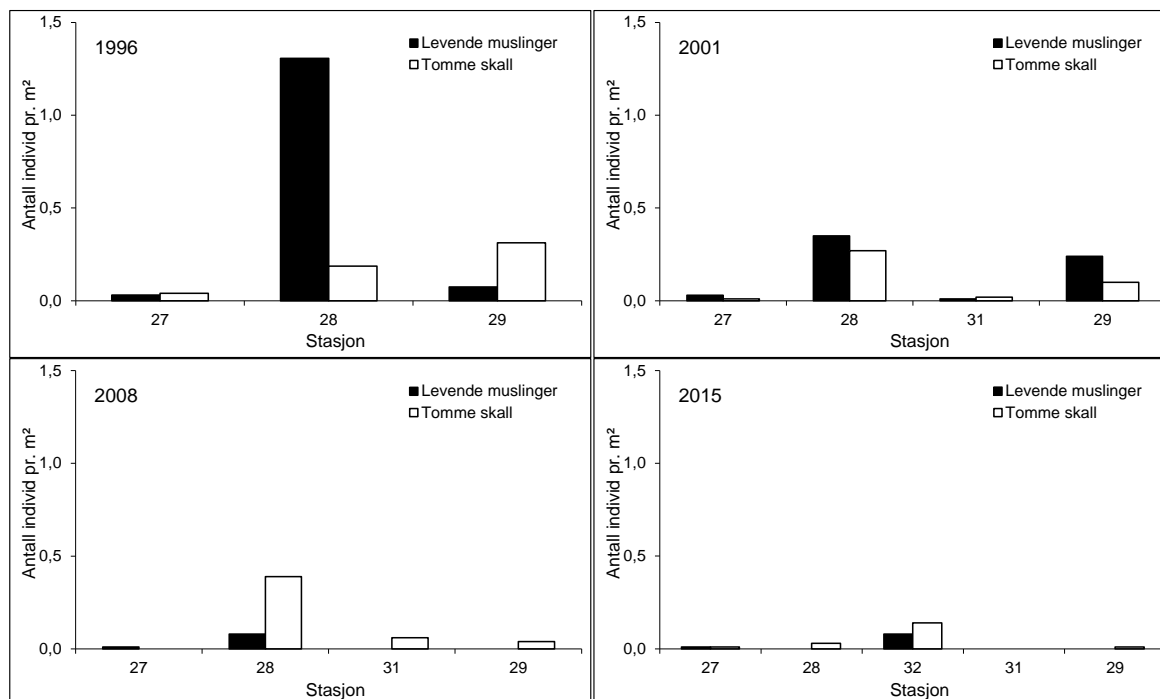 1996
Levende muslinger
Tomme skall
Antall individ pr. m²
1,5
1,0
0,5
0,0
27 28 29
Stasjon
2001
Levende muslinger
Tomme skall
Antall individ pr. m²
1,5
1,0
0,5
0,0
27 28 31 29
Stasjon
2008
Levende muslinger
Tomme skall
Antall individ pr. m²
1,5
1,0
0,5
0,0
27 28 31 29
Stasjon
2015
Levende muslinger
Tomme skall
Antall individ pr. m²
1,5
1,0
0,5
0,0
27 28 32 31 29
Stasjon